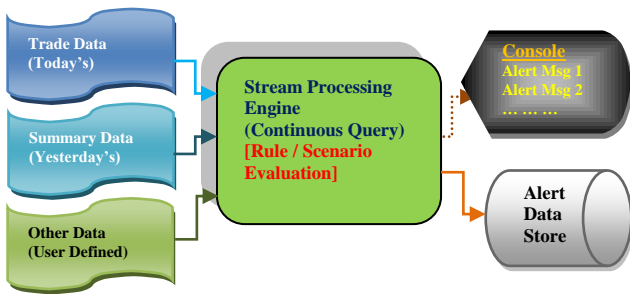 Trade Data
(Today's)
Summary Data
(Yesterday's)
Other Data
(User Defined)
Stream Processing
Engine
(Continuous Query)
[Rule / Scenario
Evaluation]
Console
Alert Msg 1
Alert Msg 2
... ... ...
Alert
Data
Store